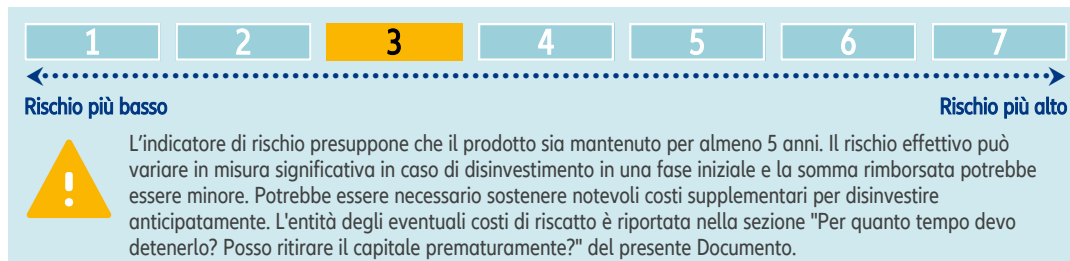 1 2 3 4 5 6 7
Rischio più basso Rischio più alto
L'indicatore di rischio presuppone che il prodotto sia mantenuto per almeno 5 anni. Il rischio effettivo può
variare in misura significativa in caso di disinvestimento in una fase iniziale e la somma rimborsata potrebbe
essere minore. Potrebbe essere necessario sostenere notevoli costi supplementari per disinvestire
anticipatamente. L'entità degli eventuali costi di riscatto è riportata nella sezione "Per quanto tempo devo
detenerlo? Posso ritirare il capitale prematuramente?" del presente Documento.